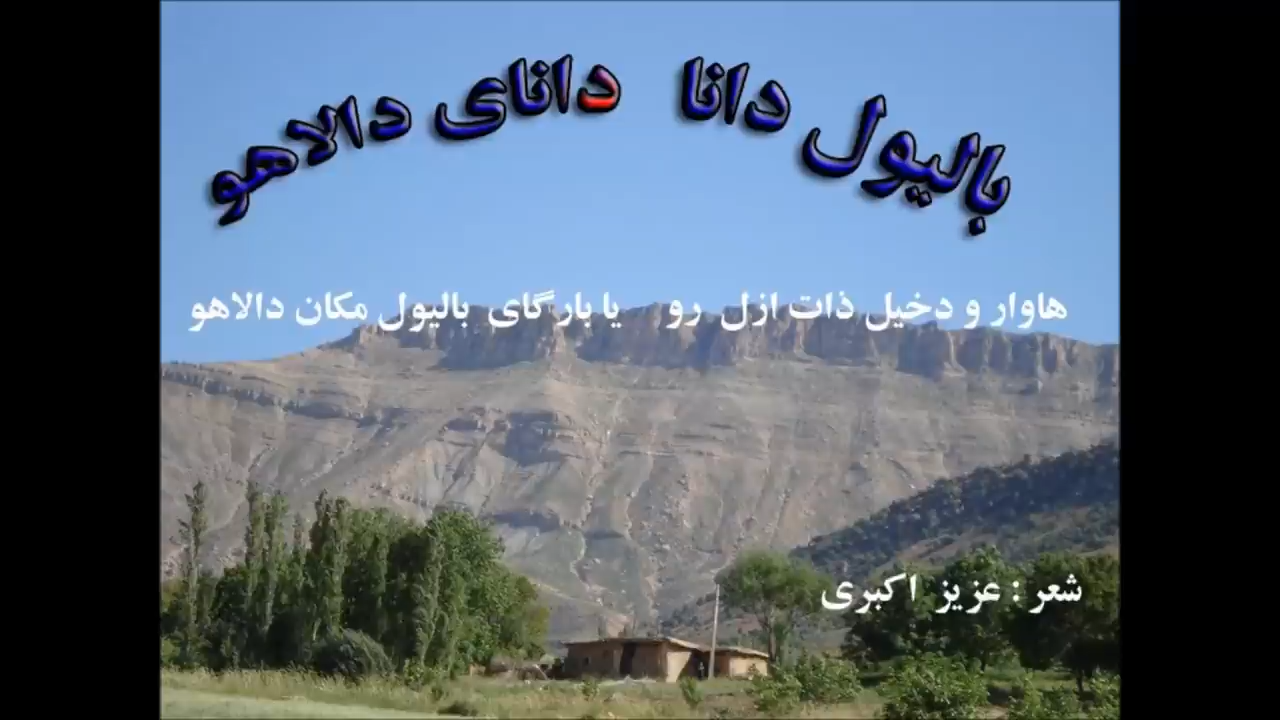 بالیول دانا دانای دالاهو
هاوار و دخیل ذات ازل رو یا بارگای بالیول مکان دالاهو
شعر : عزیز اکبری